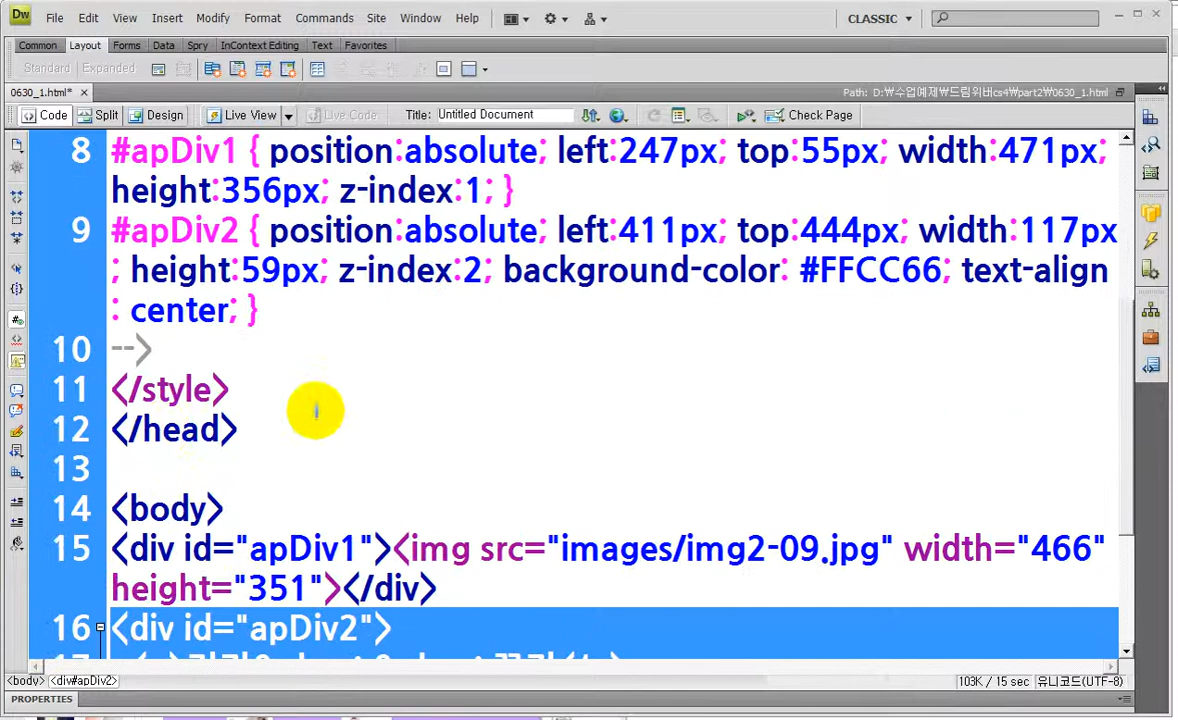 Dw File Edit View Insert Modify Format Commands Site Window Help CLASSIC
Common Layout Forms Data Spry InContext Editing Text Favorites
Standard Expanded
0630_1.html* × Path: D:₩수업예제₩드림위버cs4₩part2₩0630_1.html
Code Split Design Live View Live Code Title: Untitled Document Check Page
8 #apDiv1 { position:absolute; left:247px; top:55px; width:471px;
height:356px; z-index:1; }
9 #apDiv2 { position:absolute; left:411px; top:444px; width:117px
; height:59px; z-index:2; background-color: #FFCC66; text-align
: center; }
10 -->
11 </style>
12 </head>
13
14 <body>
15 <div id="apDiv1"><img src="images/img2-09.jpg" width="466"
height="351"></div>
16 <div id="apDiv2">
<body> <div#apDiv2> 103K / 15 sec 유니코드(UTF-8)
PROPERTIES